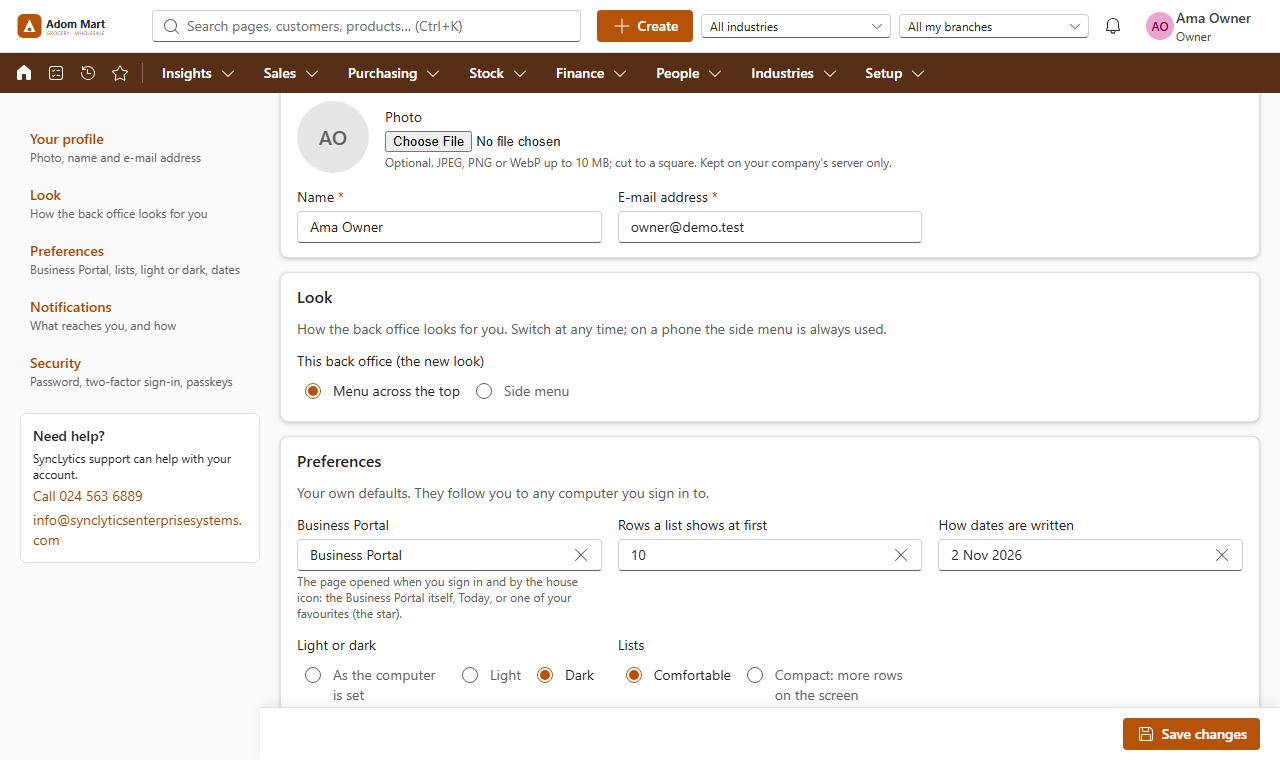 Adom Mart
GROCERY · WHOLESALE
Search pages, customers, products... (Ctrl+K)
Create
All industries
All my branches
AO
Ama Owner
Owner
Insights
Sales
Purchasing
Stock
Finance
People
Industries
Setup
Your profile
Photo, name and e-mail address
Look
How the back office looks for you
Preferences
Business Portal, lists, light or dark, dates
Notifications
What reaches you, and how
Security
Password, two-factor sign-in, passkeys
Need help?
SyncLytics support can help with your
account.
Call 024 563 6889
info@synclyticsenterprisesystems.
com
AO
Photo
Choose File No file chosen
Optional. JPEG, PNG or WebP up to 10 MB; cut to a square. Kept on your company's server only.
Name *
E-mail address *
Ama Owner
owner@demo.test
Look
How the back office looks for you. Switch at any time; on a phone the side menu is always used.
This back office (the new look)
Menu across the top
Side menu
Preferences
Your own defaults. They follow you to any computer you sign in to.
Business Portal
Rows a list shows at first
How dates are written
Business Portal
10
2 Nov 2026
The page opened when you sign in and by the house
icon: the Business Portal itself, Today, or one of your
favourites (the star).
Light or dark
Lists
As the computer
is set
Light
Dark
Comfortable
Compact: more rows
on the screen
Save changes